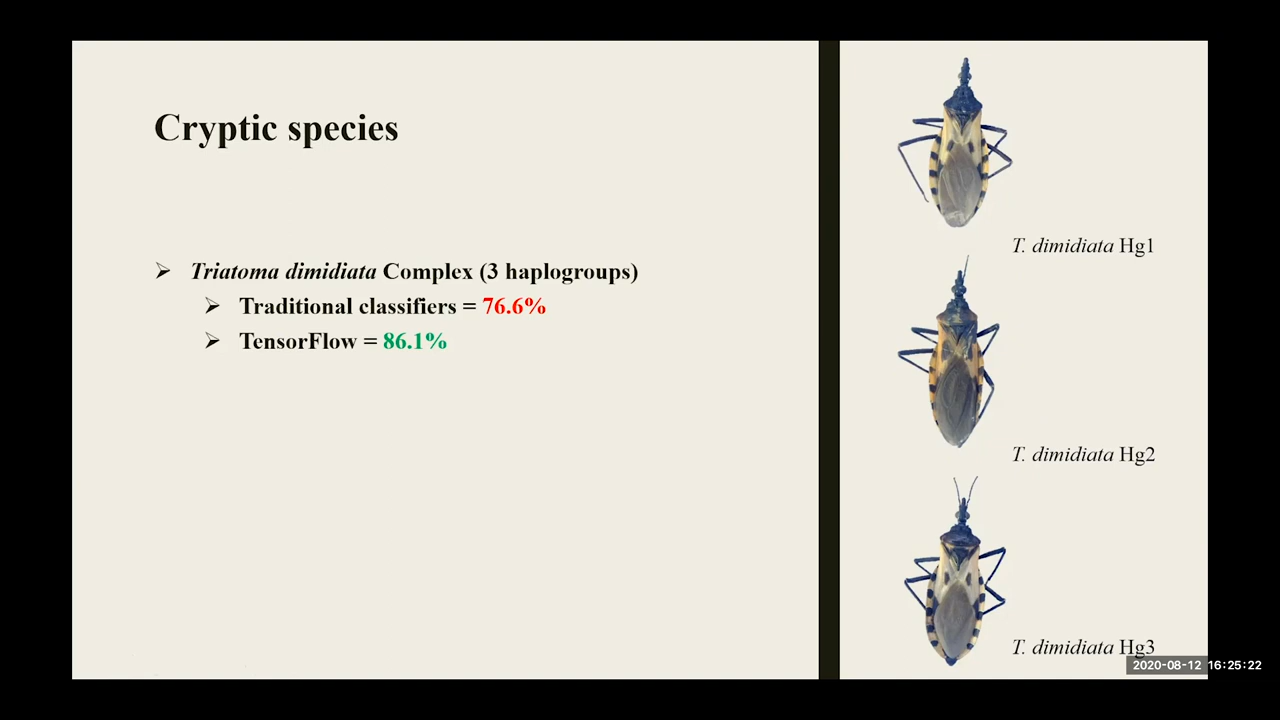 Cryptic species
➢ Triatoma dimidiata Complex (3 haplogroups)
➢ Traditional classifiers = 76.6%
➢ TensorFlow = 86.1%
T. dimidiata Hg1
T. dimidiata Hg2
T. dimidiata Hg3
2020-08-12 16:25:22